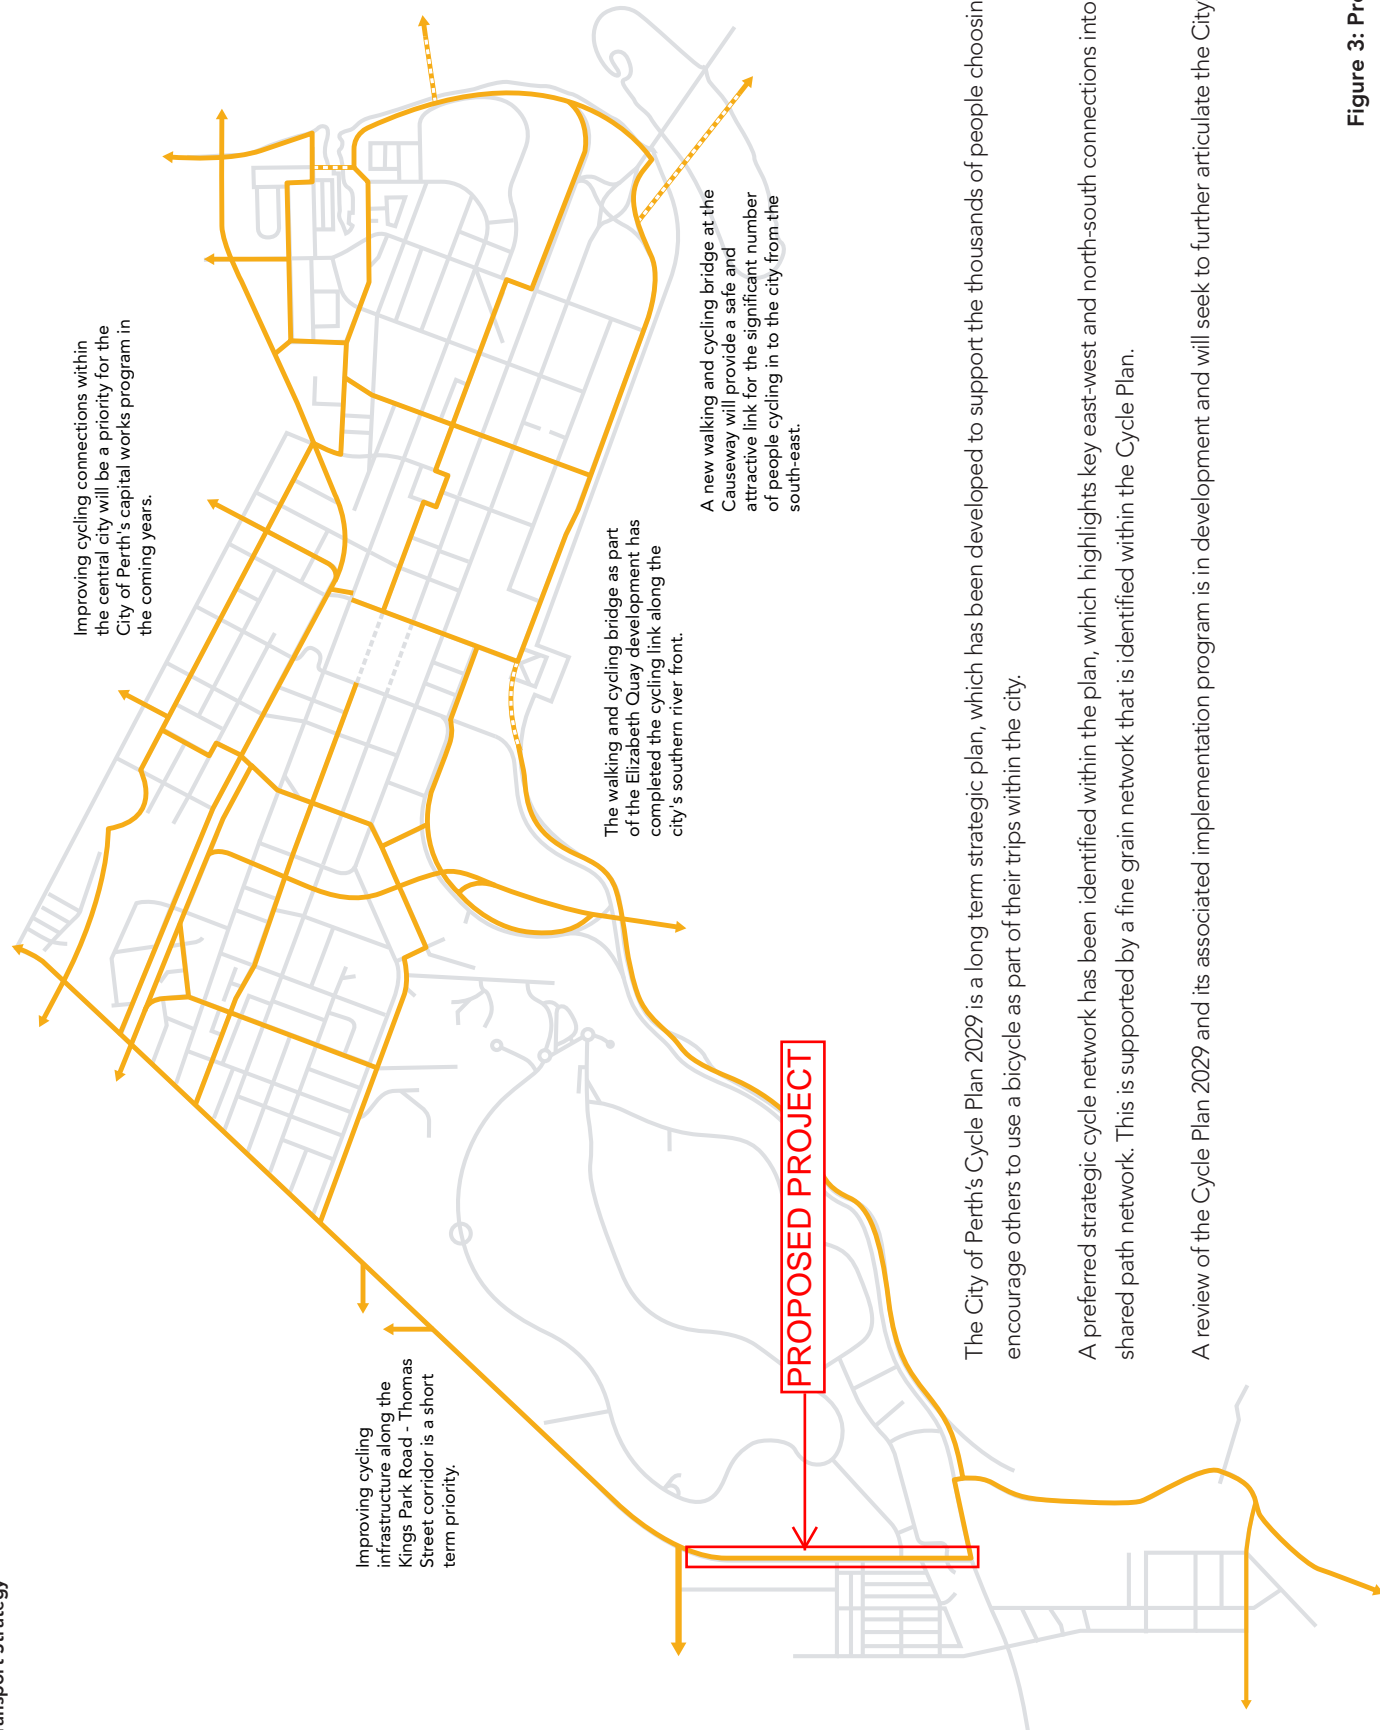 Transport Strategy
Improving cycling connections within
the central city will be a priority for the
City of Perth's capital works program in
the coming years.
Improving cycling
infrastructure along the
Kings Park Road - Thomas
Street corridor is a short
term priority.
The walking and cycling bridge as part
of the Elizabeth Quay development has
completed the cycling link along the
city's southern river front.
A new walking and cycling bridge at the
Causeway will provide a safe and
attractive link for the significant number
of people cycling in to the city from the
south-east.
PROPOSED PROJECT
The City of Perth's Cycle Plan 2029 is a long term strategic plan, which has been developed to support the thousands of people
encourage others to use a bicycle as part of their trips within the city.
A preferred strategic cycle network has been identified within the plan, which highlights key east-west and north-south connections into
shared path network. This is supported by a fine grain network that is identified within the Cycle Plan.
A review of the Cycle Plan 2029 and its associated implementation program is in development and will seek to further articulate the City
Figure 3: